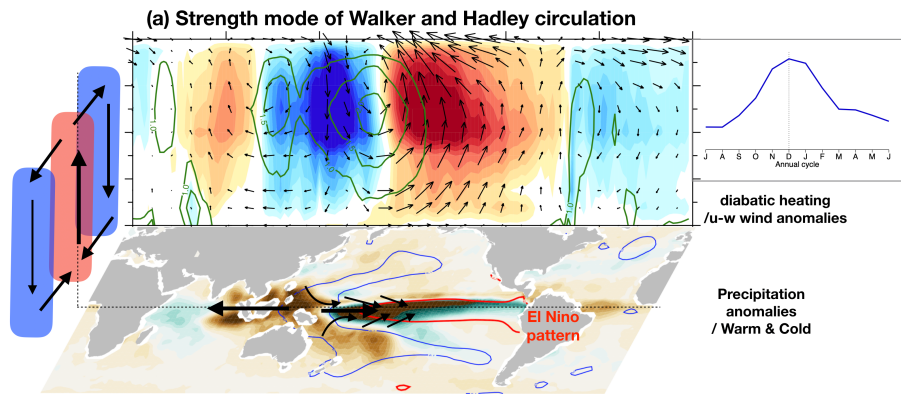 (a) Strength mode of Walker and Hadley circulation
J A S O N D J F M A M J
Annual cycle
diabatic heating
/u-w wind anomalies
Precipitation
anomalies
/ Warm & Cold
El Nino
pattern